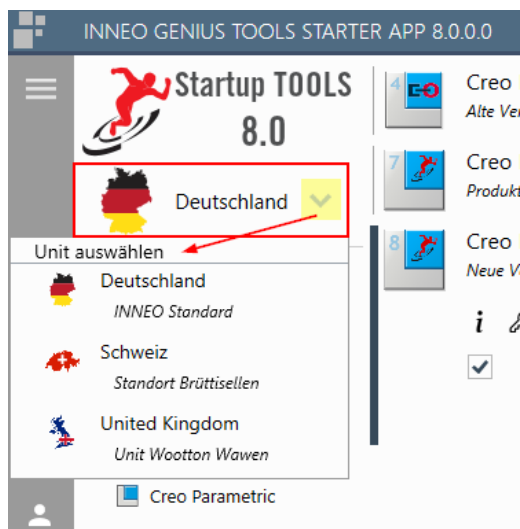 INNEO GENIUS TOOLS STARTER APP 8.0.0.0
Startup TOOLS
8.0
Deutschland
Unit auswählen
Deutschland
INNEO Standard
Schweiz
Standort Brüttisellen
United Kingdom
Unit Wootton Wawen
Creo Parametric
4
Creo
Alte Ver
7
Creo
Produkt
8
Creo
Neue V
i